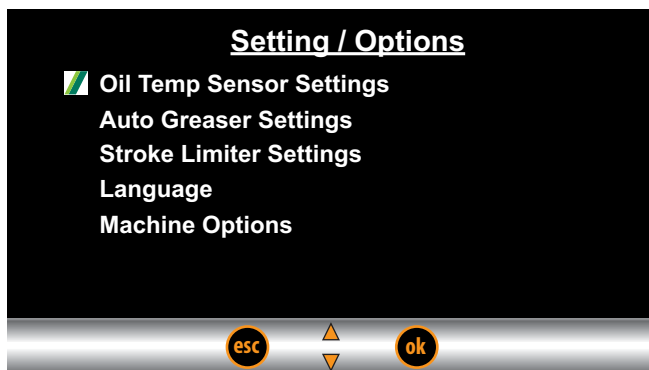 Setting / Options
Oil Temp Sensor Settings
Auto Greaser Settings
Stroke Limiter Settings
Language
Machine Options
esc ok